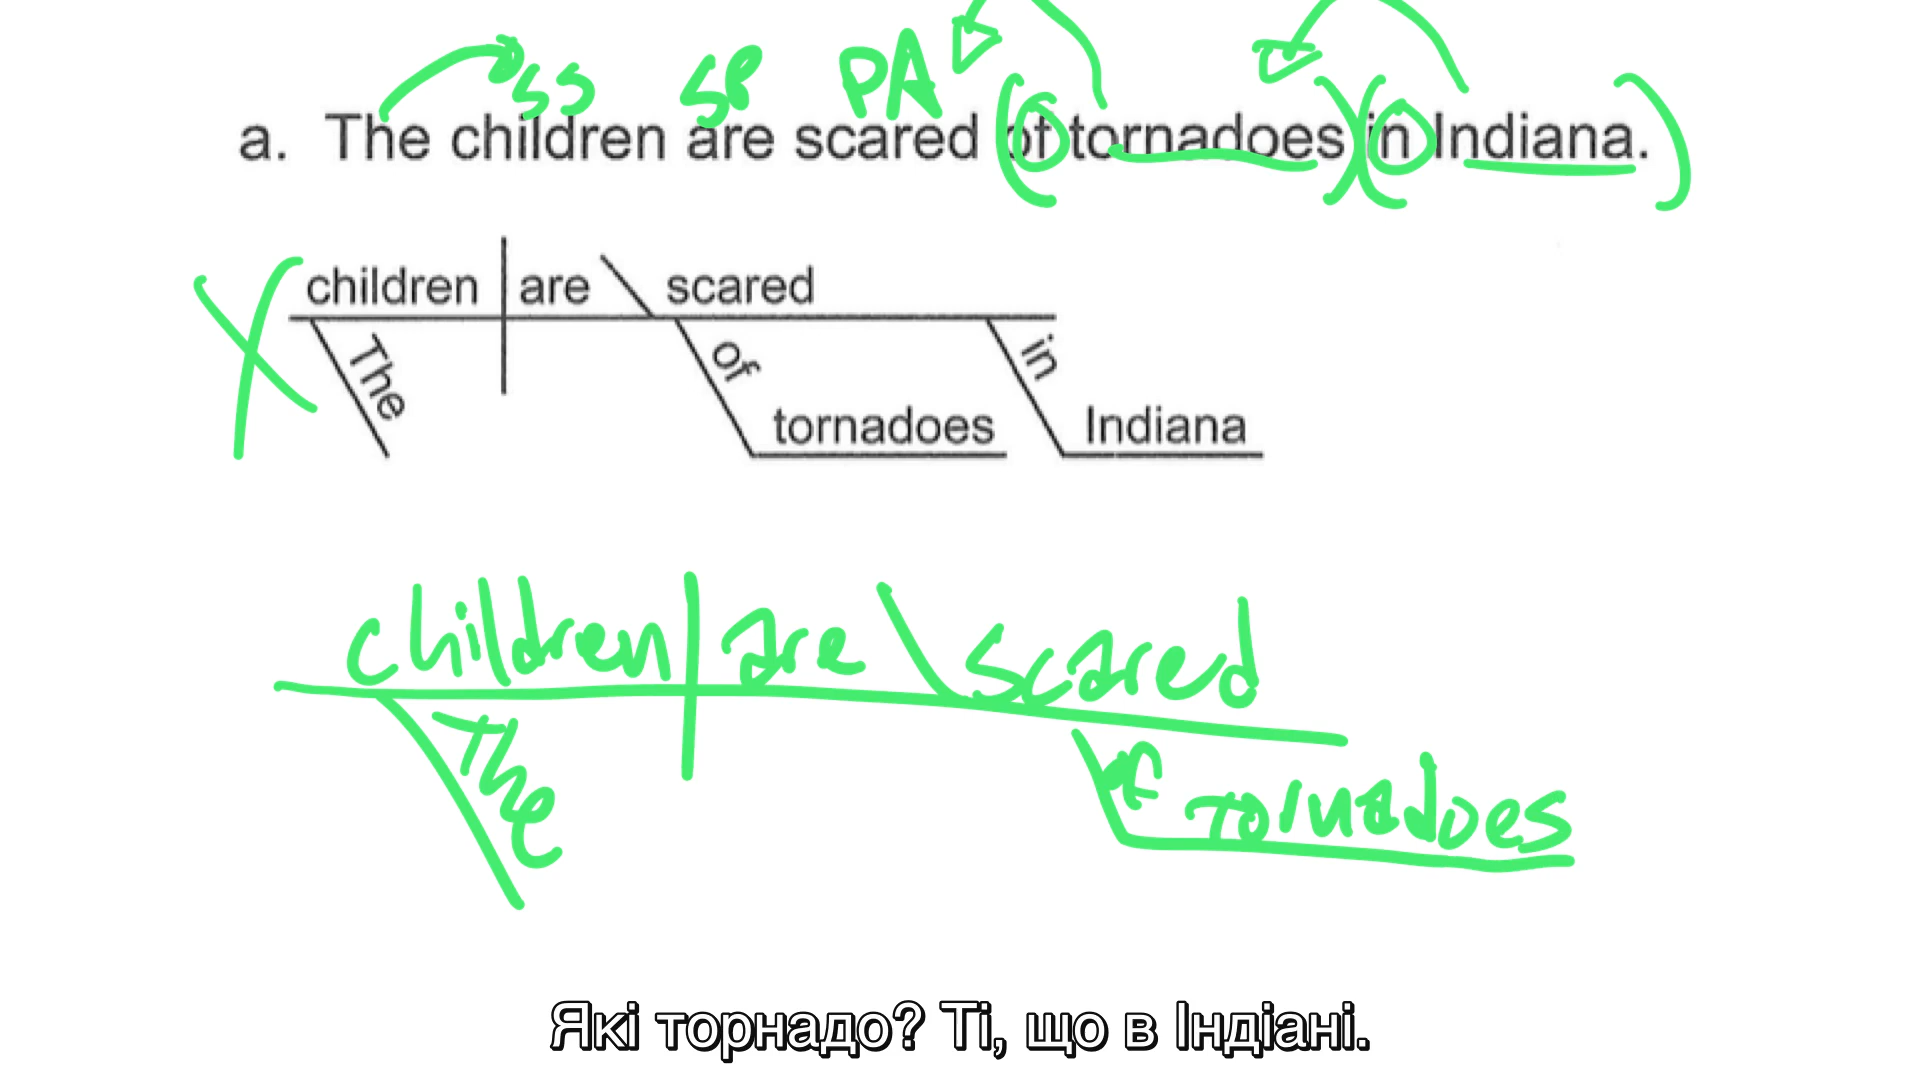 ss sp PA
a. The children are scared of tornadoes in Indiana.
children are scared
The of in
tornadoes Indiana
children are scared
The of tornadoes
Які торнадо? Ті, що в Індіані.